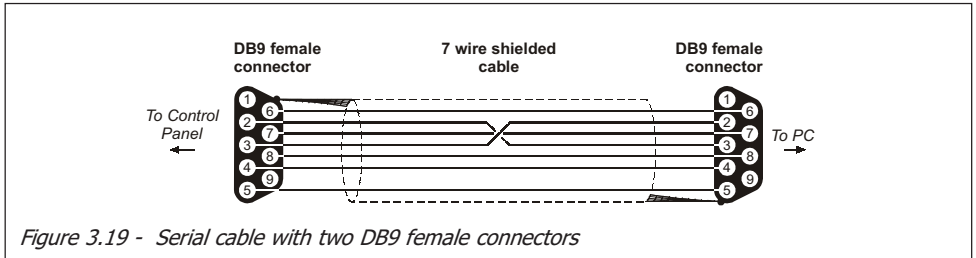 DB9 female
connector
7 wire shielded
cable
DB9 female
connector
To Control
Panel
1
6
2
7
3
8
4
9
5
1
6
2
7
3
8
4
9
5
To PC
Figure 3.19 - Serial cable with two DB9 female connectors